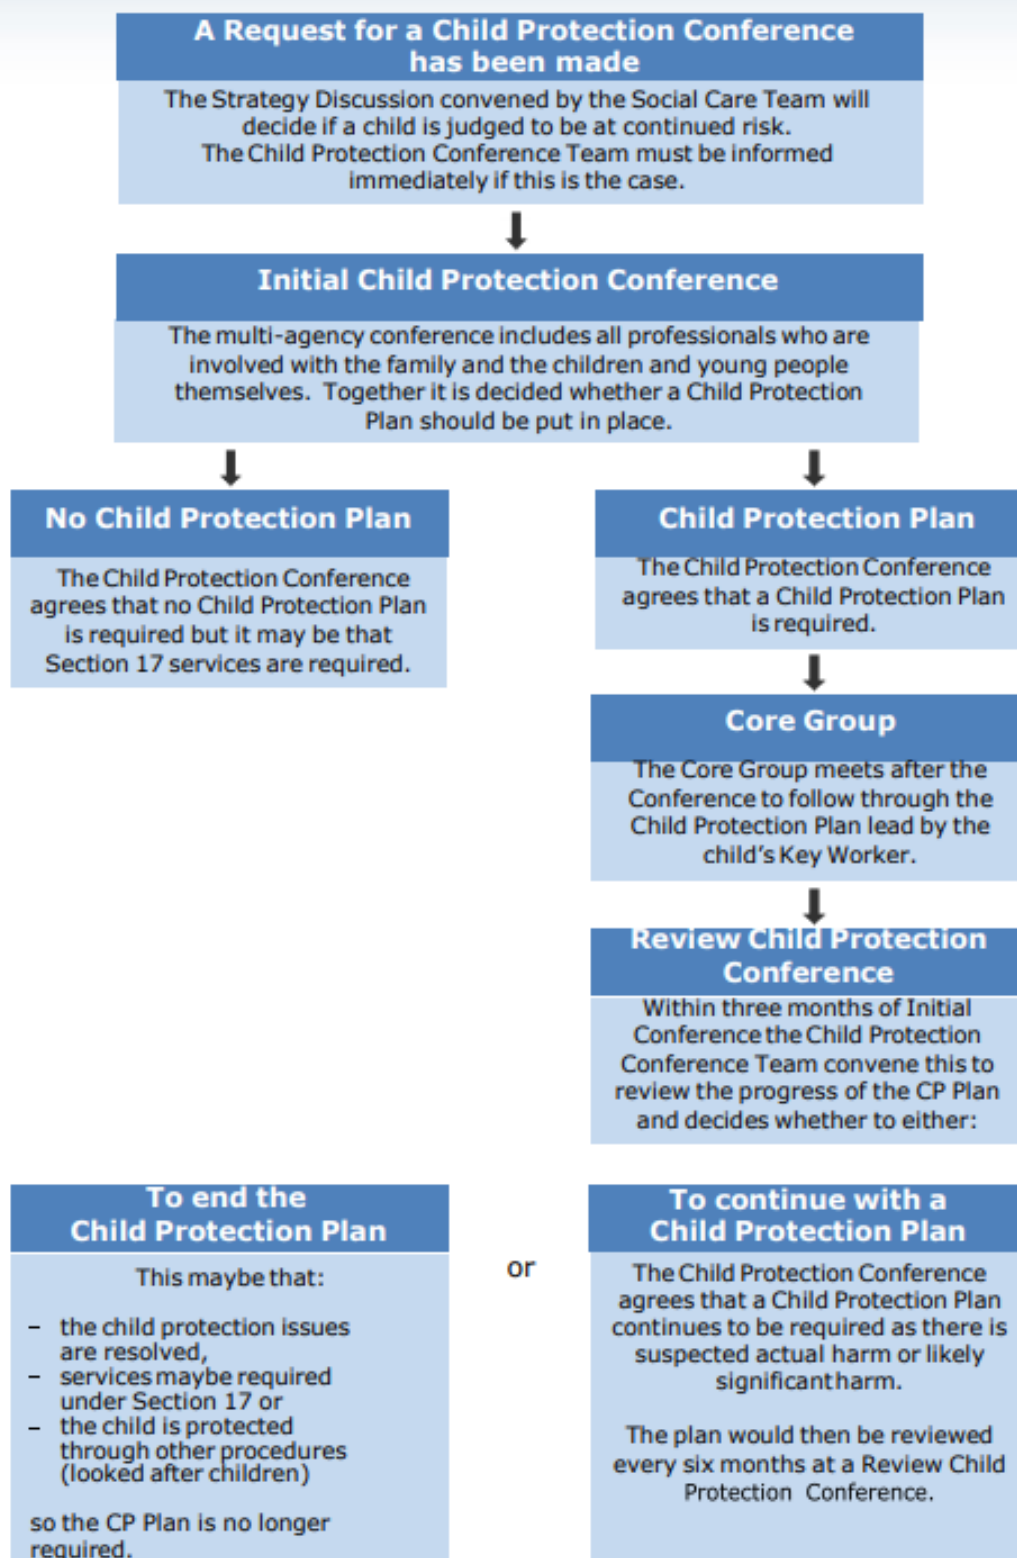 A Request for a Child Protection Conference
has been made
The Strategy Discussion convened by the Social Care Team will
decide if a child is judged to be at continued risk.
The Child Protection Conference Team must be informed
immediately if this is the case.
Initial Child Protection Conference
The multi-agency conference includes all professionals who are
involved with the family and the children and young people
themselves. Together it is decided whether a Child Protection
Plan should be put in place.
No Child Protection Plan
The Child Protection Conference
agrees that no Child Protection Plan
is required but it may be that
Section 17 services are required.
Child Protection Plan
The Child Protection Conference
agrees that a Child Protection Plan
is required.
Core Group
The Core Group meets after the
Conference to follow through the
Child Protection Plan lead by the
child's Key Worker.
Review Child Protection
Conference
Within three months of Initial
Conference the Child Protection
Conference Team convene this to
review the progress of the CP Plan
and decides whether to either:
To end the
Child Protection Plan
This maybe that:
– the child protection issues
are resolved,
– services maybe required
under Section 17 or
– the child is protected
through other procedures
(looked after children)
so the CP Plan is no longer
required.
or
To continue with a
Child Protection Plan
The Child Protection Conference
agrees that a Child Protection Plan
continues to be required as there is
suspected actual harm or likely
significant harm.
The plan would then be reviewed
every six months at a Review Child
Protection Conference.